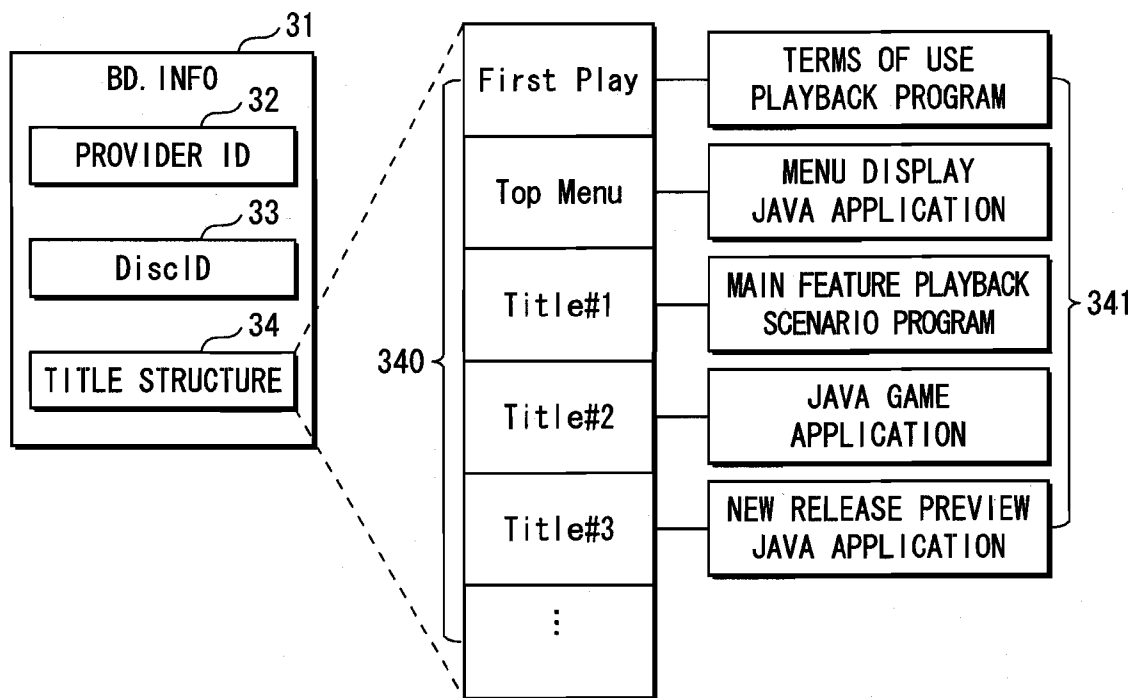 31
BD.INFO
32
PROVIDER ID
33
DiscID
34
TITLE STRUCTURE
340
First Play
Top Menu
Title#1
Title#2
Title#3
⋮
TERMS OF USE
PLAYBACK PROGRAM
MENU DISPLAY
JAVA APPLICATION
MAIN FEATURE PLAYBACK
SCENARIO PROGRAM
JAVA GAME
APPLICATION
NEW RELEASE PREVIEW
JAVA APPLICATION
341